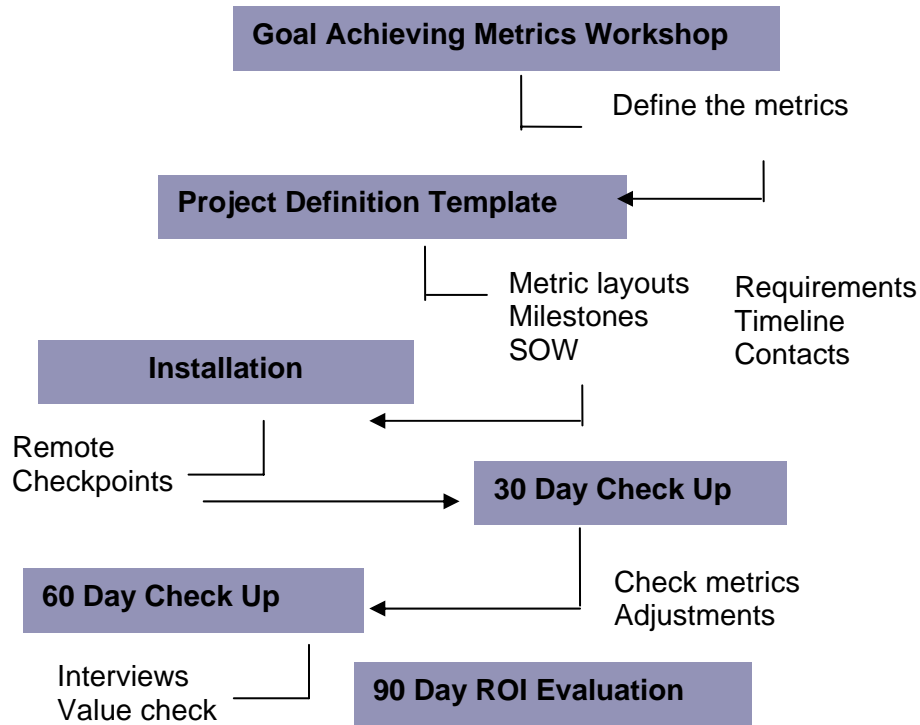 Goal Achieving Metrics Workshop
Define the metrics
Project Definition Template
Metric layouts
Milestones
SOW
Requirements
Timeline
Contacts
Installation
Remote
Checkpoints
30 Day Check Up
Check metrics
Adjustments
60 Day Check Up
Interviews
Value check
90 Day ROI Evaluation